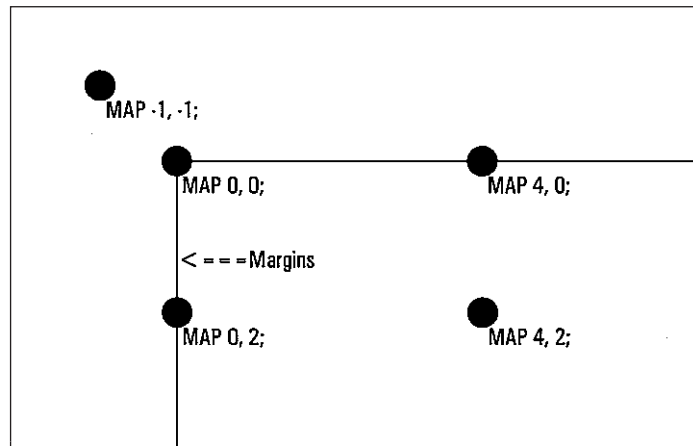 MAP -1, -1;
MAP 0, 0;
MAP 4, 0;
< = = = Margins
MAP 0, 2;
MAP 4, 2;